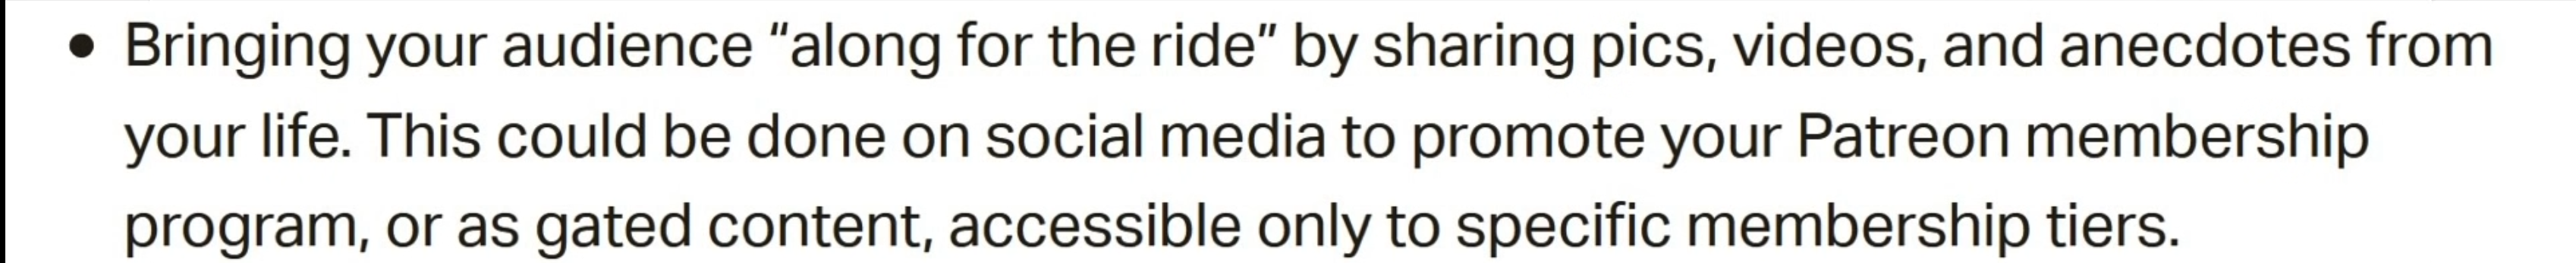 • Bringing your audience “along for the ride” by sharing pics, videos, and anecdotes from
your life. This could be done on social media to promote your Patreon membership
program, or as gated content, accessible only to specific membership tiers.